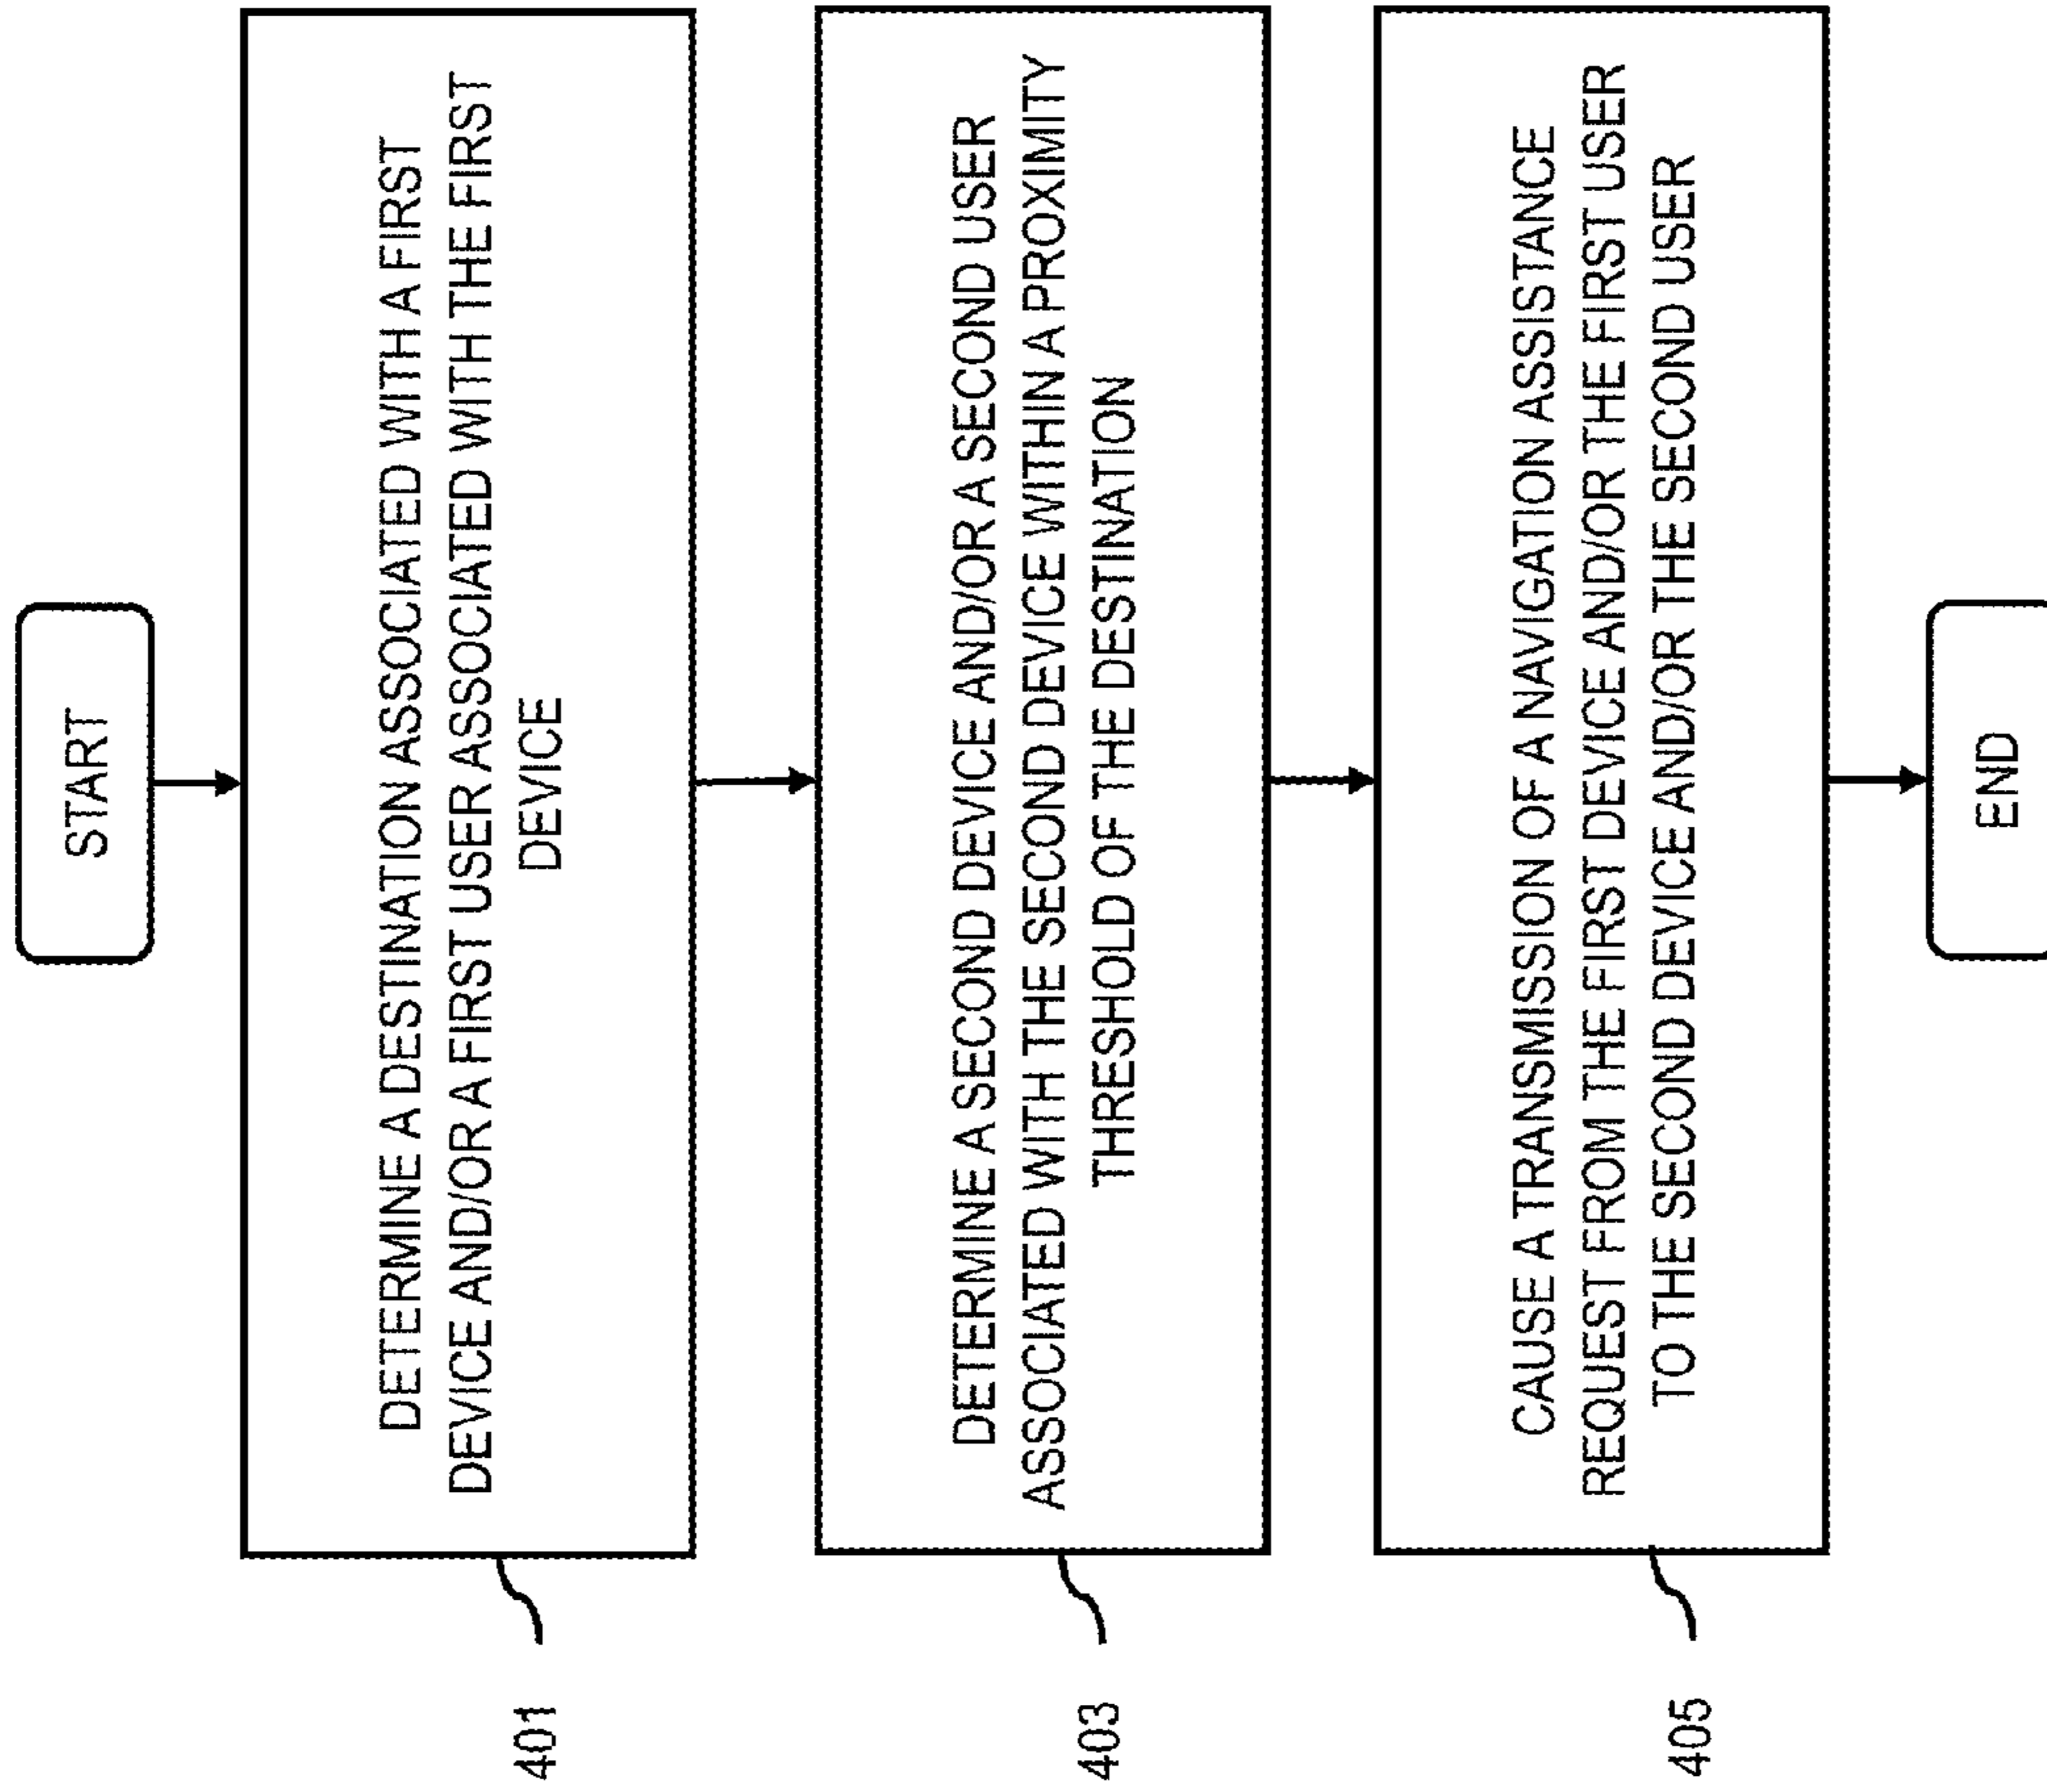 START
DETERMINE A DESTINATION ASSOCIATED WITH A FIRST
DEVICE AND/OR A FIRST USER ASSOCIATED WITH THE FIRST
DEVICE
401
DETERMINE A SECOND DEVICE AND/OR A SECOND USER
ASSOCIATED WITH THE SECOND DEVICE WITHIN A PROXIMITY
THRESHOLD OF THE DESTINATION
403
CAUSE A TRANSMISSION OF A NAVIGATION ASSISTANCE
REQUEST FROM THE FIRST DEVICE AND/OR THE FIRST USER
TO THE SECOND DEVICE AND/OR THE SECOND USER
405
END